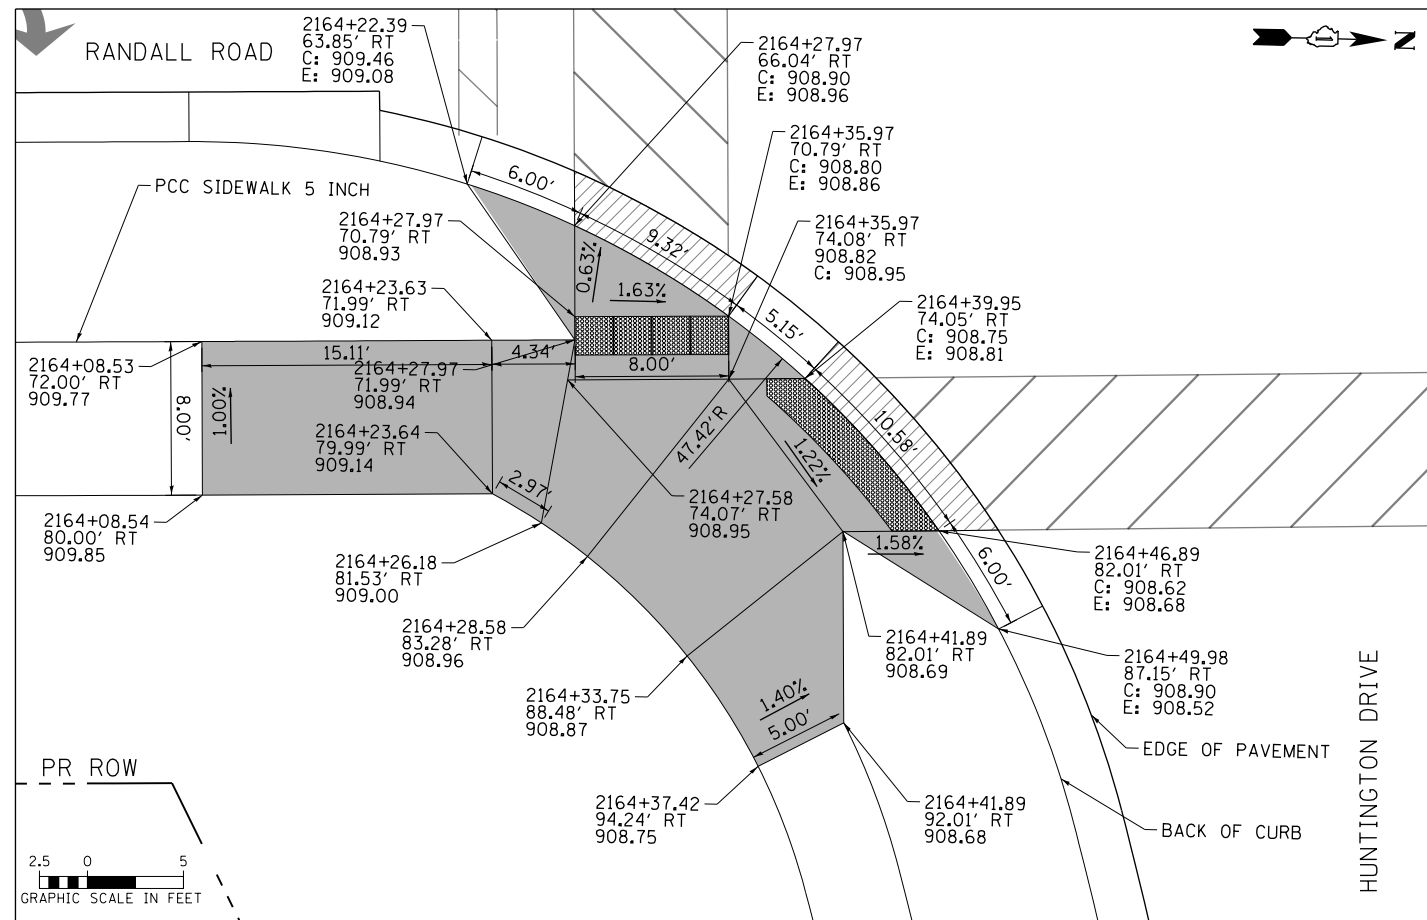 RANDALL ROAD
2164+22.39
63.85' RT
C: 909.46
E: 909.08
2164+27.97
66.04' RT
C: 908.90
E: 908.96
N
2164+35.97
70.79' RT
C: 908.80
E: 908.86
PCC SIDEWALK 5 INCH
6.00'
2164+27.97
70.79' RT
908.93
9.32'
2164+35.97
74.08' RT
908.82
C: 908.95
0.63%
1.63%
2164+23.63
71.99' RT
909.12
5.15'
2164+39.95
74.05' RT
C: 908.75
E: 908.81
15.11'
4.34'
8.00'
2164+08.53
72.00' RT
909.77
2164+27.97
71.99' RT
908.94
8.00'
1.00%
47.42'R
10.58'
2164+23.64
79.99' RT
909.14
1.22%
2.97'
2164+27.58
74.07' RT
908.95
2164+08.54
80.00' RT
909.85
1.58%
6.00'
2164+46.89
82.01' RT
C: 908.62
E: 908.68
2164+26.18
81.53' RT
909.00
2164+28.58
83.28' RT
908.96
2164+41.89
82.01' RT
908.69
2164+49.98
87.15' RT
C: 908.90
E: 908.52
2164+33.75
88.48' RT
908.87
1.40%
5.00'
HUNTINGTON DRIVE
EDGE OF PAVEMENT
PR ROW
2164+37.42
94.24' RT
908.75
2164+41.89
92.01' RT
908.68
BACK OF CURB
2.5 0 5
GRAPHIC SCALE IN FEET